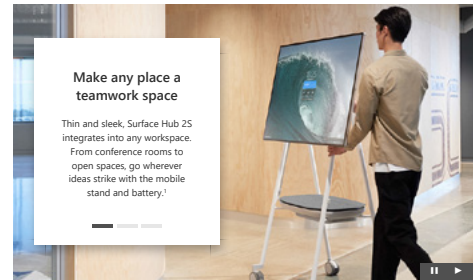 Make any place a
teamwork space
Thin and sleek, Surface Hub 2S
integrates into any workspace.
From conference rooms to
open spaces, go wherever
ideas strike with the mobile
stand and battery.¹